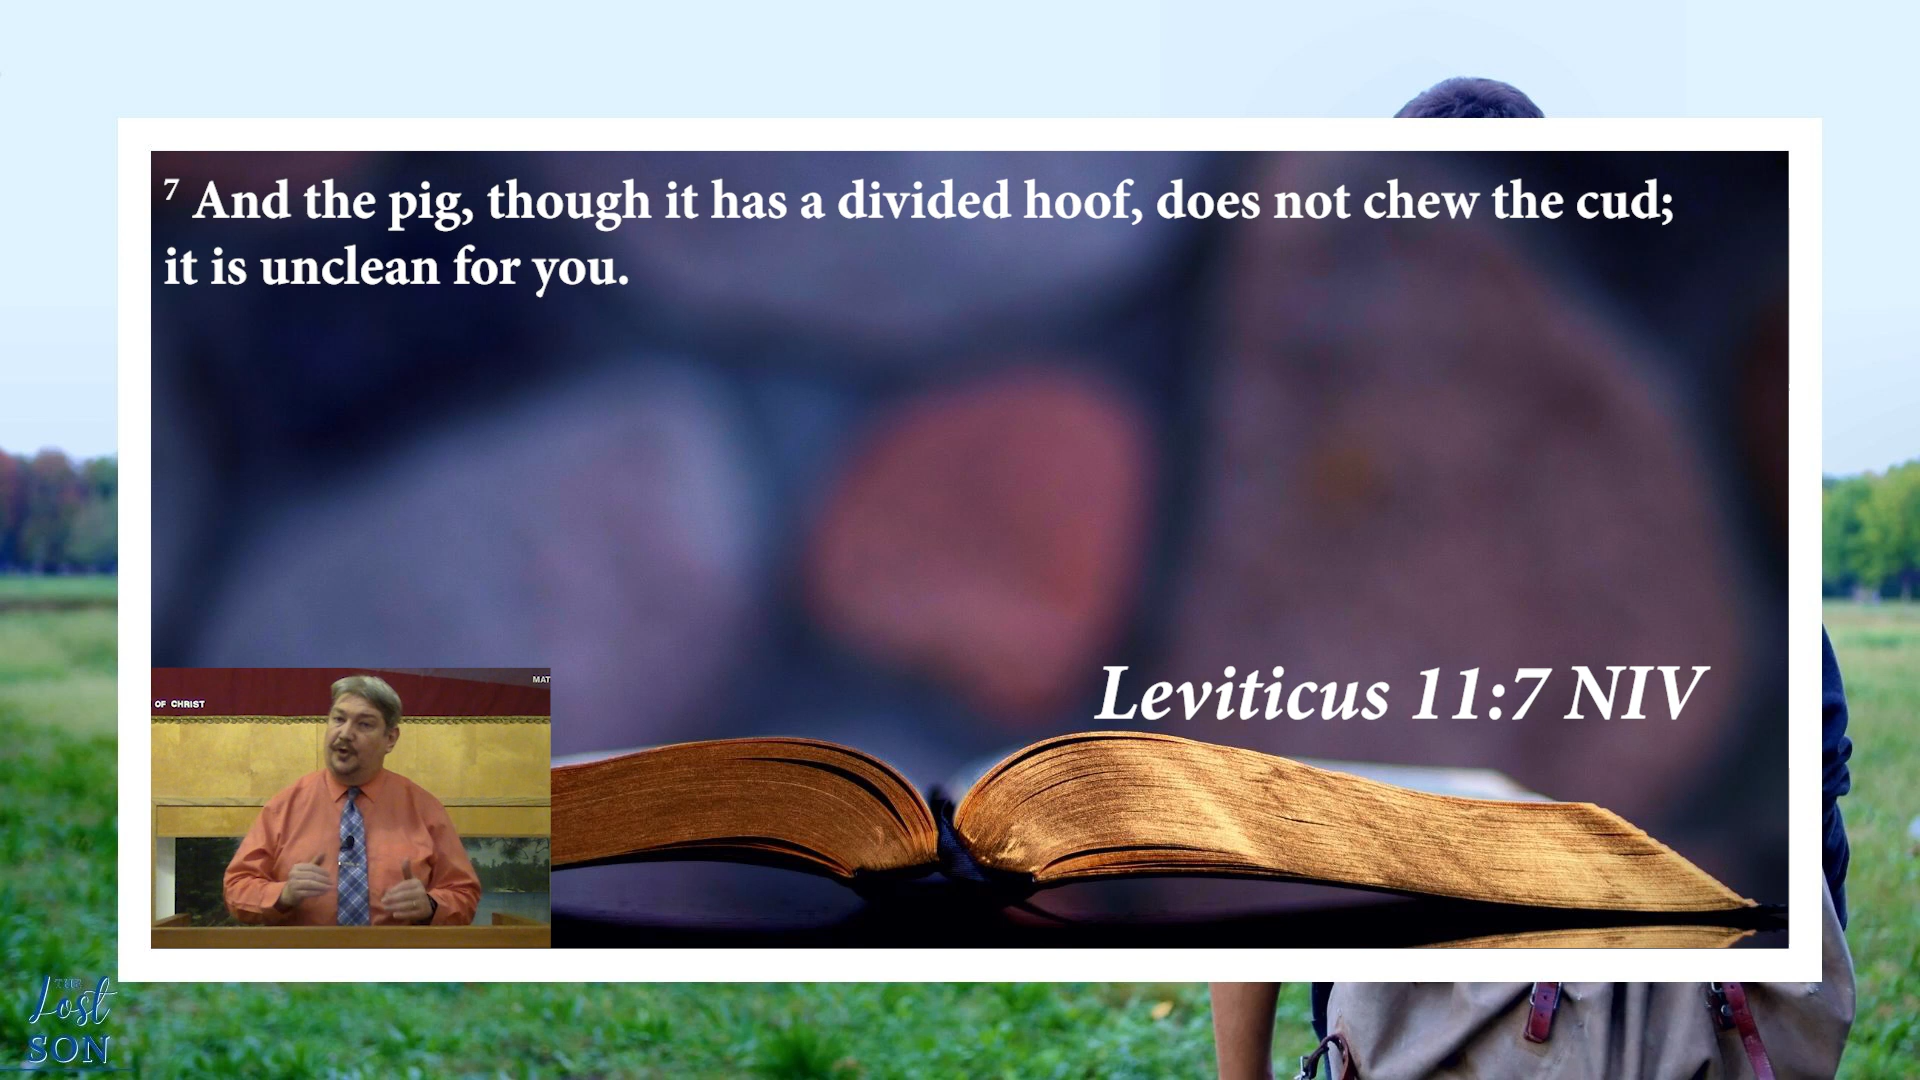 ⁷ And the pig, though it has a divided hoof, does not chew the cud;
it is unclean for you.
Leviticus 11:7 NIV
MAT
OF CHRIST
THE
Lost
SON